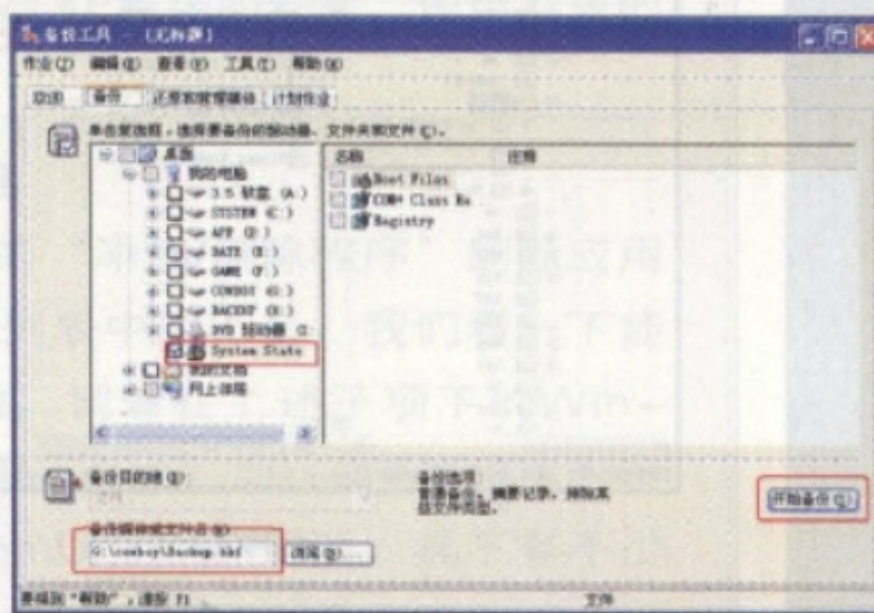 备份工具 - [无标题]
作业(J) 编辑(E) 查看(V) 工具(T) 帮助(H)
欢迎 备份 还原和管理媒体 计划作业
单击复选框，选择要备份的驱动器、文件夹和文件(C)。
桌面
我的电脑
3.5 软盘 (A:)
SYSTEM (C:)
APP (D:)
DATE (E:)
GAME (F:)
COWBOY (G:)
BACKUP (H:)
DVD 驱动器 (I:
System State
我的文档
网上邻居
名称 注释
Boot Files
COM+ Class Re...
Registry
备份目的地(D):
文件
备份媒体或文件名(M):
G:\cowboy\Backup.bkf
浏览(B)...
备份选项:
普通备份。摘要记录。排除某
些文件类型。
开始备份(S)
要得到“帮助”，请按 F1
文件